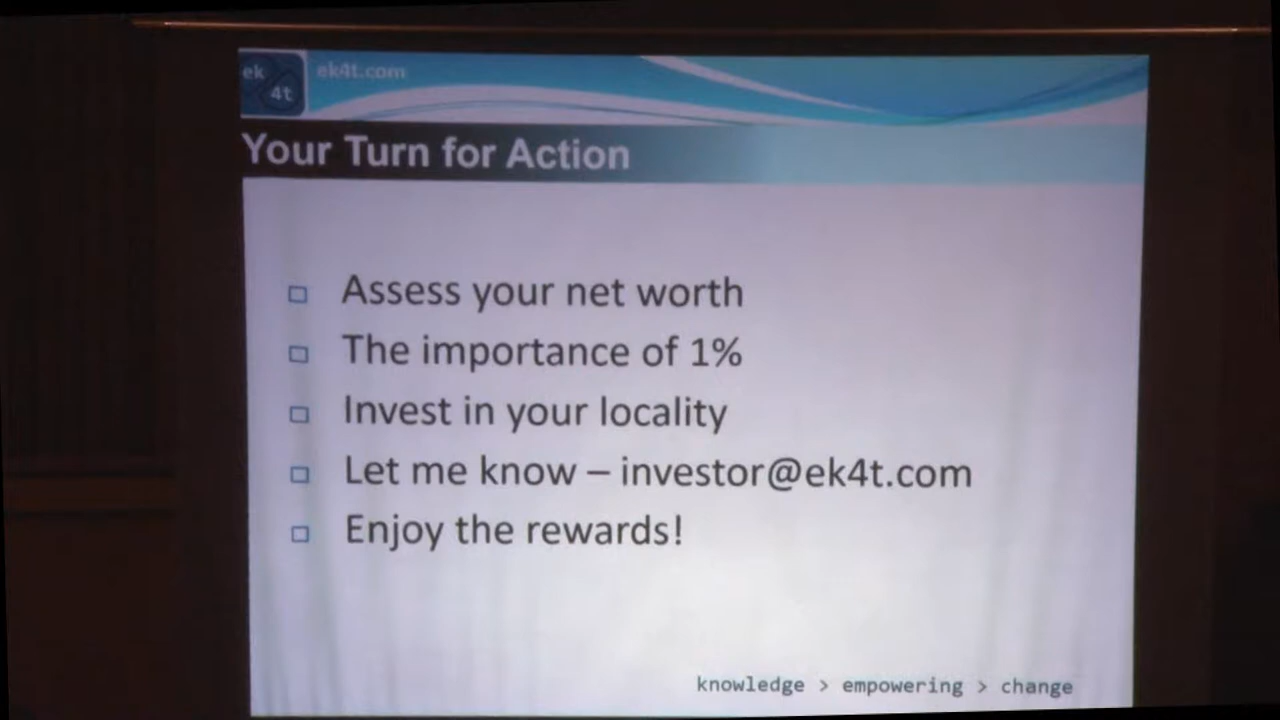 ek
4t
ek4t.com
Your Turn for Action
Assess your net worth
The importance of 1%
Invest in your locality
Let me know – investor@ek4t.com
Enjoy the rewards!
knowledge > empowering > change